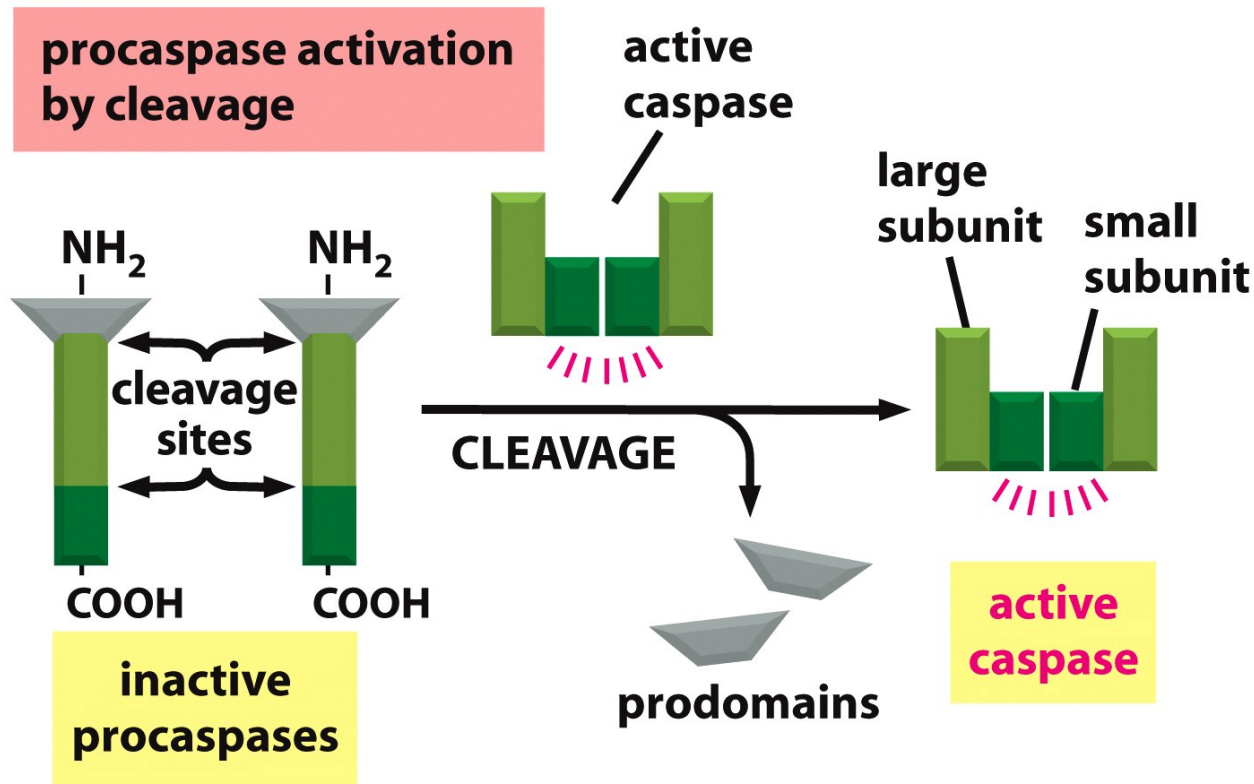 procaspase activation
by cleavage
active
caspase
large
subunit
small
subunit
NH2
NH2
cleavage
sites
CLEAVAGE
COOH
COOH
inactive
procaspases
prodomains
active
caspase